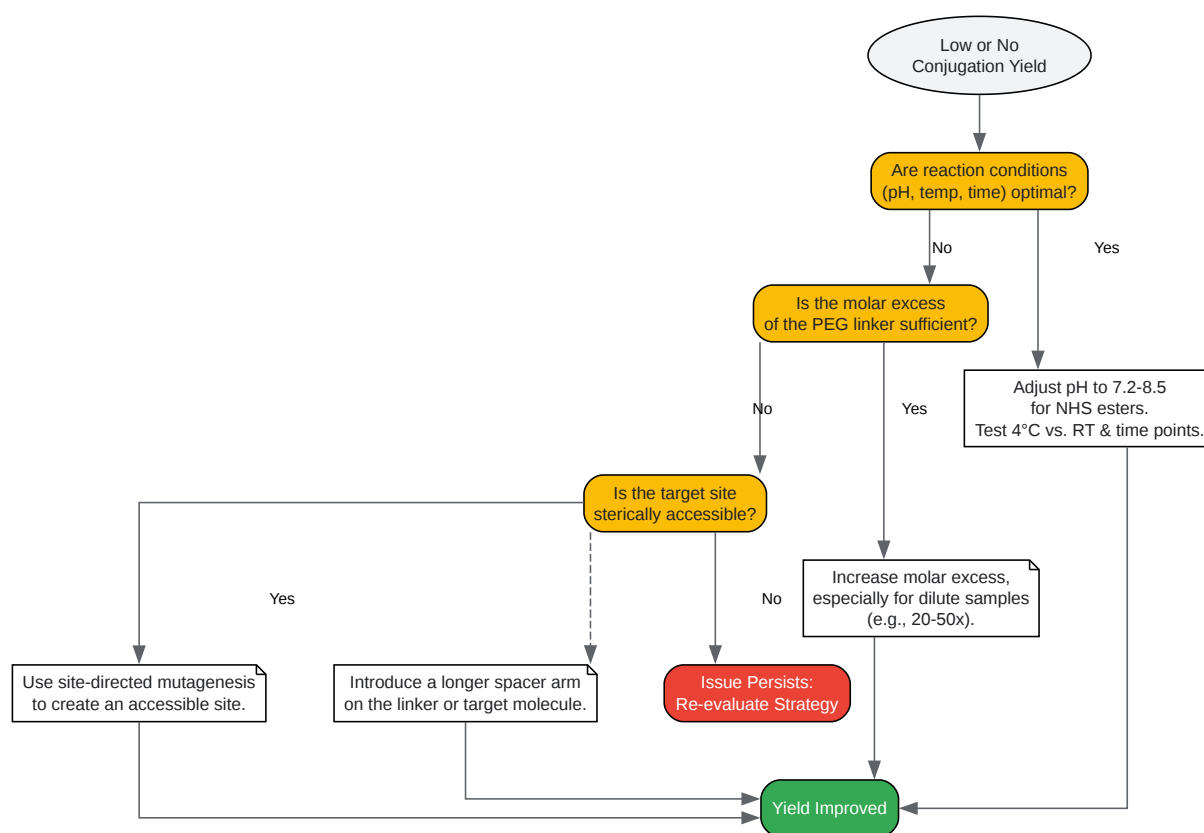 Low or No
Conjugation Yield
Are reaction conditions
(pH, temp, time) optimal?
No
Yes
Is the molar excess
of the PEG linker sufficient?
Adjust pH to 7.2-8.5
for NHS esters.
Test 4°C vs. RT & time points.
No
Yes
Is the target site
sterically accessible?
Increase molar excess,
especially for dilute samples
(e.g., 20-50x).
Yes
No
Use site-directed mutagenesis
to create an accessible site.
Introduce a longer spacer arm
on the linker or target molecule.
Issue Persists:
Re-evaluate Strategy
Yield Improved